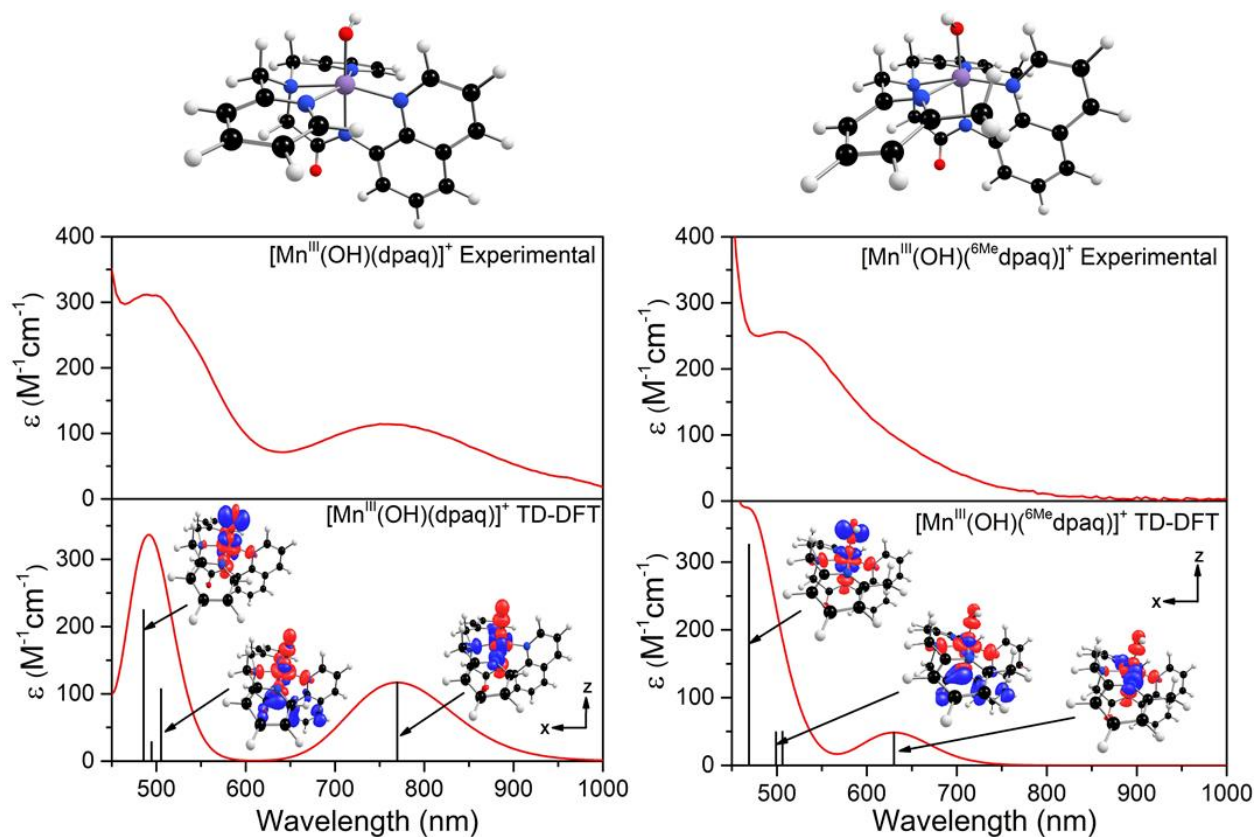 400
[Mnᴵᴵᴵ(OH)(dpaq)]⁺ Experimental
300
200
100
0
ε (M⁻¹cm⁻¹)
[Mnᴵᴵᴵ(OH)(dpaq)]⁺ TD-DFT
300
200
100
0
ε (M⁻¹cm⁻¹)
z
x
500 600 700 800 900 1000
Wavelength (nm)
400
[Mnᴵᴵᴵ(OH)(⁶ᴹᵉdpaq)]⁺ Experimental
300
200
100
0
ε (M⁻¹cm⁻¹)
[Mnᴵᴵᴵ(OH)(⁶ᴹᵉdpaq)]⁺ TD-DFT
300
200
100
0
ε (M⁻¹cm⁻¹)
z
x
500 600 700 800 900 1000
Wavelength (nm)